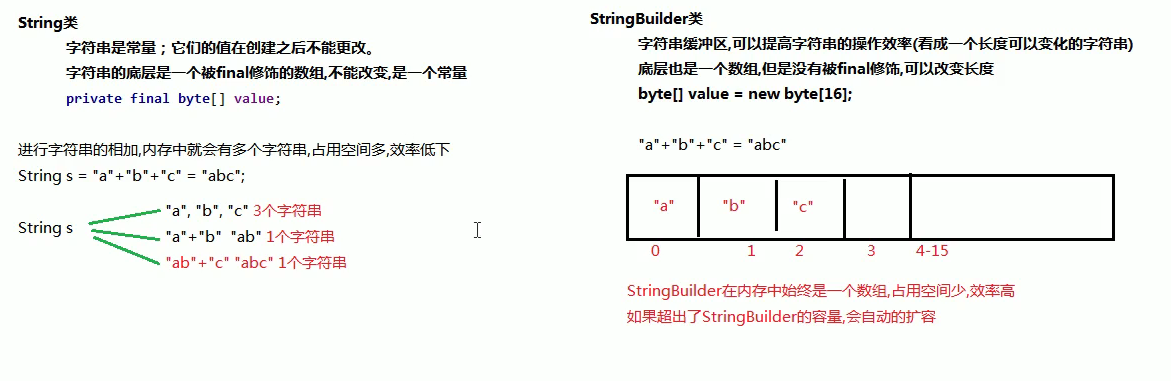 String类
字符串是常量；它们的值在创建之后不能更改。
字符串的底层是一个被final修饰的数组,不能改变,是一个常量
private final byte[] value;
进行字符串的相加,内存中就会有多个字符串,占用空间多,效率低下
String s = "a"+"b"+"c" = "abc";
String s
"a", "b", "c" 3个字符串
"a"+"b" "ab" 1个字符串
"ab"+"c" "abc" 1个字符串
StringBuilder类
字符串缓冲区,可以提高字符串的操作效率(看成一个长度可以变化的字符串)
底层也是一个数组,但是没有被final修饰,可以改变长度
byte[] value = new byte[16];
"a"+"b"+"c" = "abc"
"a" "b" "c"
0 1 2 3 4-15
StringBuilder在内存中始终是一个数组,占用空间少,效率高
如果超出了StringBuilder的容量,会自动的扩容